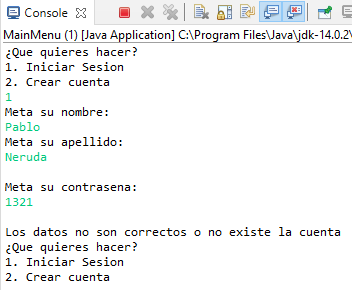 Console
MainMenu (1) [Java Application] C:\Program Files\Java\jdk-14.0.2\
¿Que quieres hacer?
1. Iniciar Sesion
2. Crear cuenta
1
Meta su nombre:
Pablo
Meta su apellido:
Neruda
Meta su contrasena:
1321
Los datos no son correctos o no existe la cuenta
¿Que quieres hacer?
1. Iniciar Sesion
2. Crear cuenta